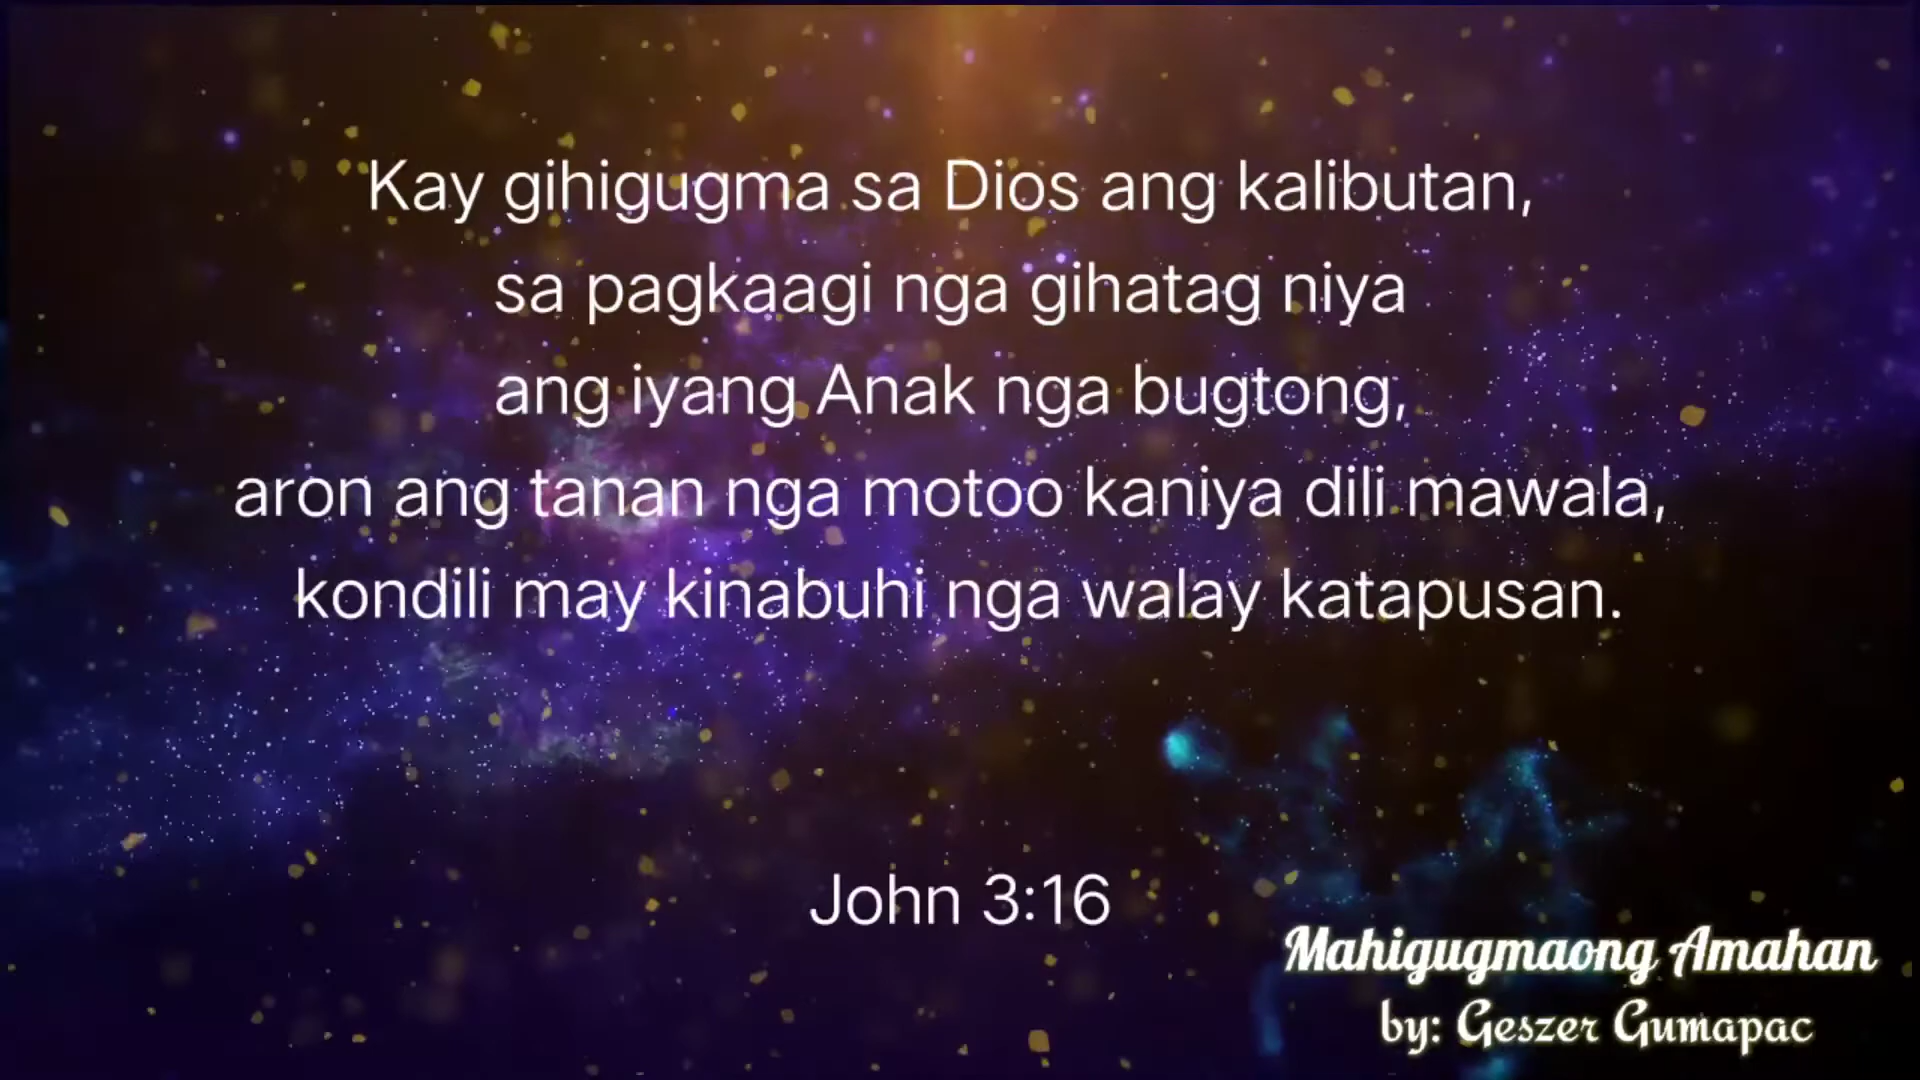 Kay gihigugma sa Dios ang kalibutan,
sa pagkaagi nga gihatag niya
ang iyang Anak nga bugtong,
aron ang tanan nga motoo kaniya dili mawala,
kondili may kinabuhi nga walay katapusan.
John 3:16
Mahigugmaong Amahan
by: Geszer Gumapac